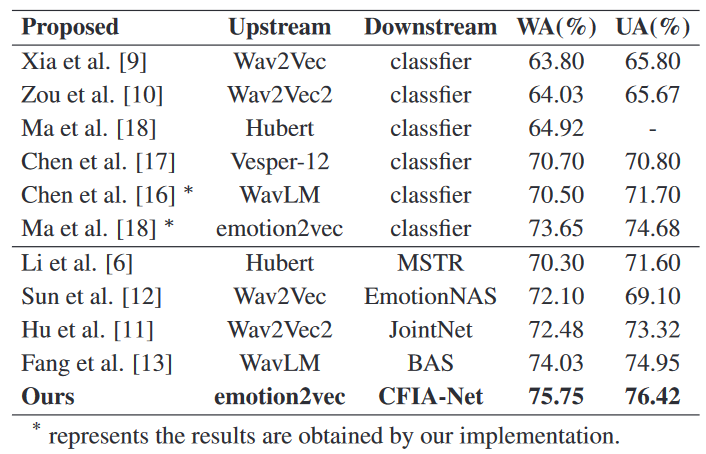 Proposed Upstream Downstream WA(%) UA(%)
Xia et al. [9] Wav2Vec classfier 63.80 65.80
Zou et al. [10] Wav2Vec2 classfier 64.03 65.67
Ma et al. [18] Hubert classfier 64.92 -
Chen et al. [17] Vesper-12 classfier 70.70 70.80
Chen et al. [16] * WavLM classfier 70.50 71.70
Ma et al. [18] * emotion2vec classfier 73.65 74.68
Li et al. [6] Hubert MSTR 70.30 71.60
Sun et al. [12] Wav2Vec EmotionNAS 72.10 69.10
Hu et al. [11] Wav2Vec2 JointNet 72.48 73.32
Fang et al. [13] WavLM BAS 74.03 74.95
Ours emotion2vec CFIA-Net 75.75 76.42
* represents the results are obtained by our implementation.